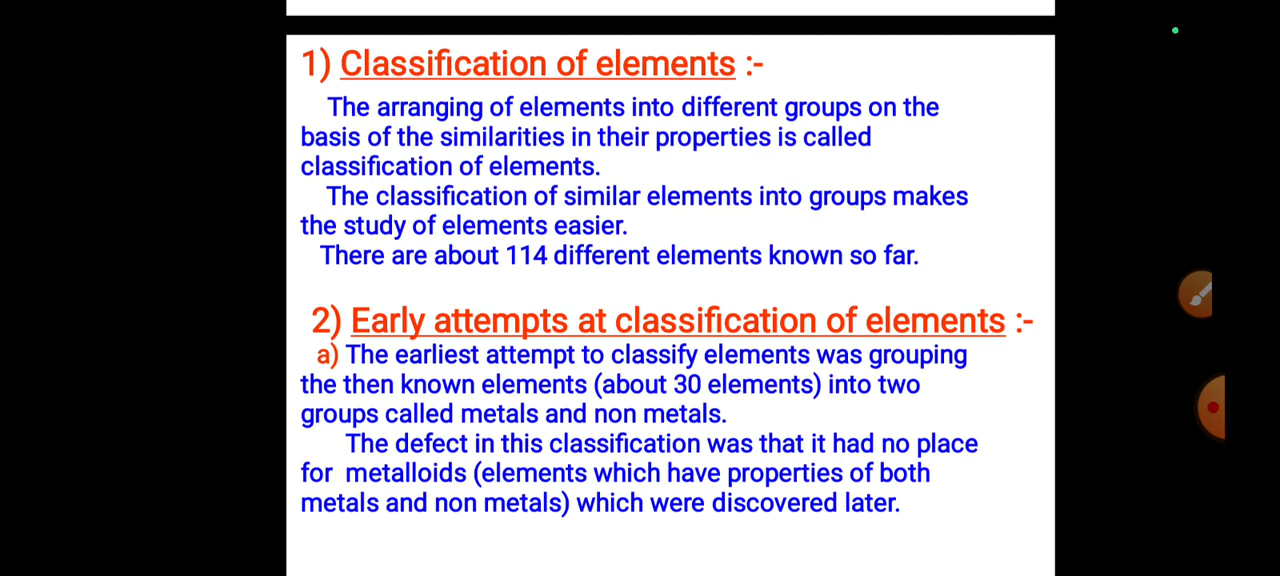 1) Classification of elements :-
The arranging of elements into different groups on the
basis of the similarities in their properties is called
classification of elements.
The classification of similar elements into groups makes
the study of elements easier.
There are about 114 different elements known so far.
2) Early attempts at classification of elements :-
a) The earliest attempt to classify elements was grouping
the then known elements (about 30 elements) into two
groups called metals and non metals.
The defect in this classification was that it had no place
for metalloids (elements which have properties of both
metals and non metals) which were discovered later.